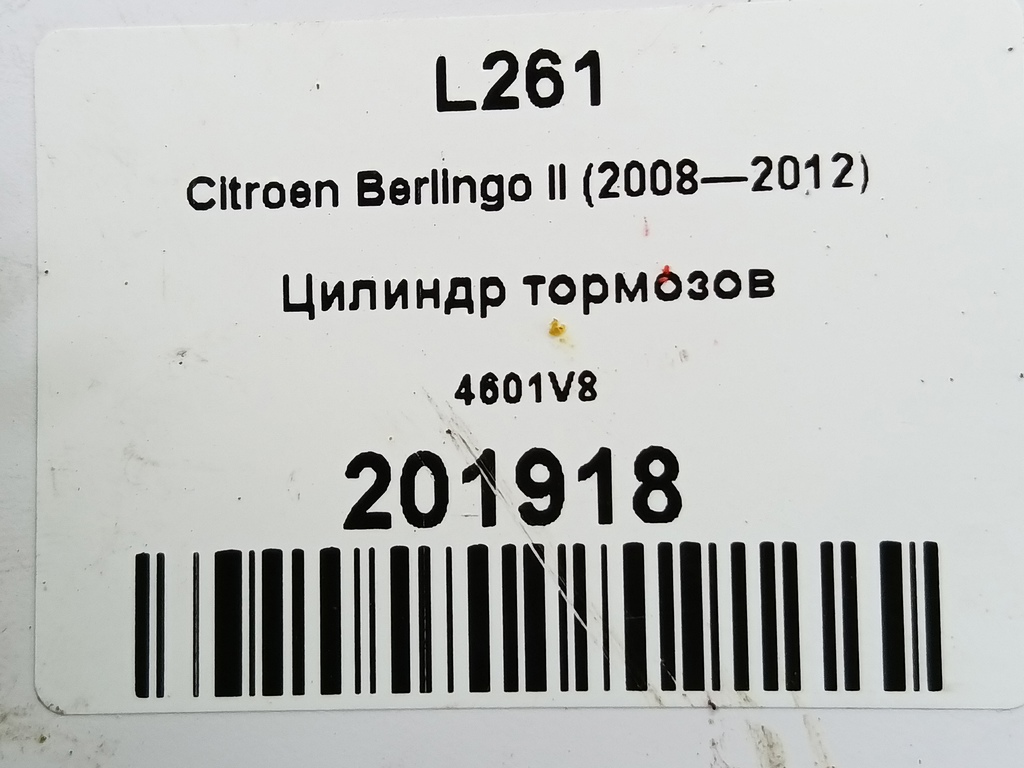 L261
Citroen Berlingo II (2008—2012)
Цилиндр тормозов
4601V8
201918